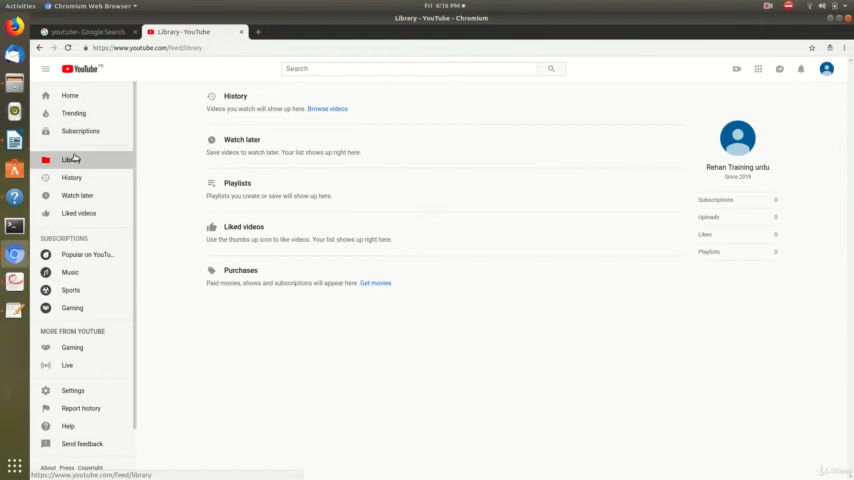 Activities
Chromium Web Browser
Fri 6:16 PM
Library - YouTube - Chromium
youtube - Google Search
Library - YouTube
https://www.youtube.com/feed/library
YouTube PK
Search
Home
Trending
Subscriptions
Library
History
Watch later
Liked videos
SUBSCRIPTIONS
Popular on YouTu...
Music
Sports
Gaming
MORE FROM YOUTUBE
Gaming
Live
Settings
Report history
Help
Send feedback
About Press Copyright
https://www.youtube.com/feed/library
History
Videos you watch will show up here. Browse videos
Watch later
Save videos to watch later. Your list shows up right here.
Playlists
Playlists you create or save will show up here.
Liked videos
Use the thumbs up icon to like videos. Your list shows up right here.
Purchases
Paid movies, shows and subscriptions will appear here. Get movies
Rehan Training urdu
Since 2019
Subscriptions 0
Uploads 0
Likes 0
Playlists 0
Udemy